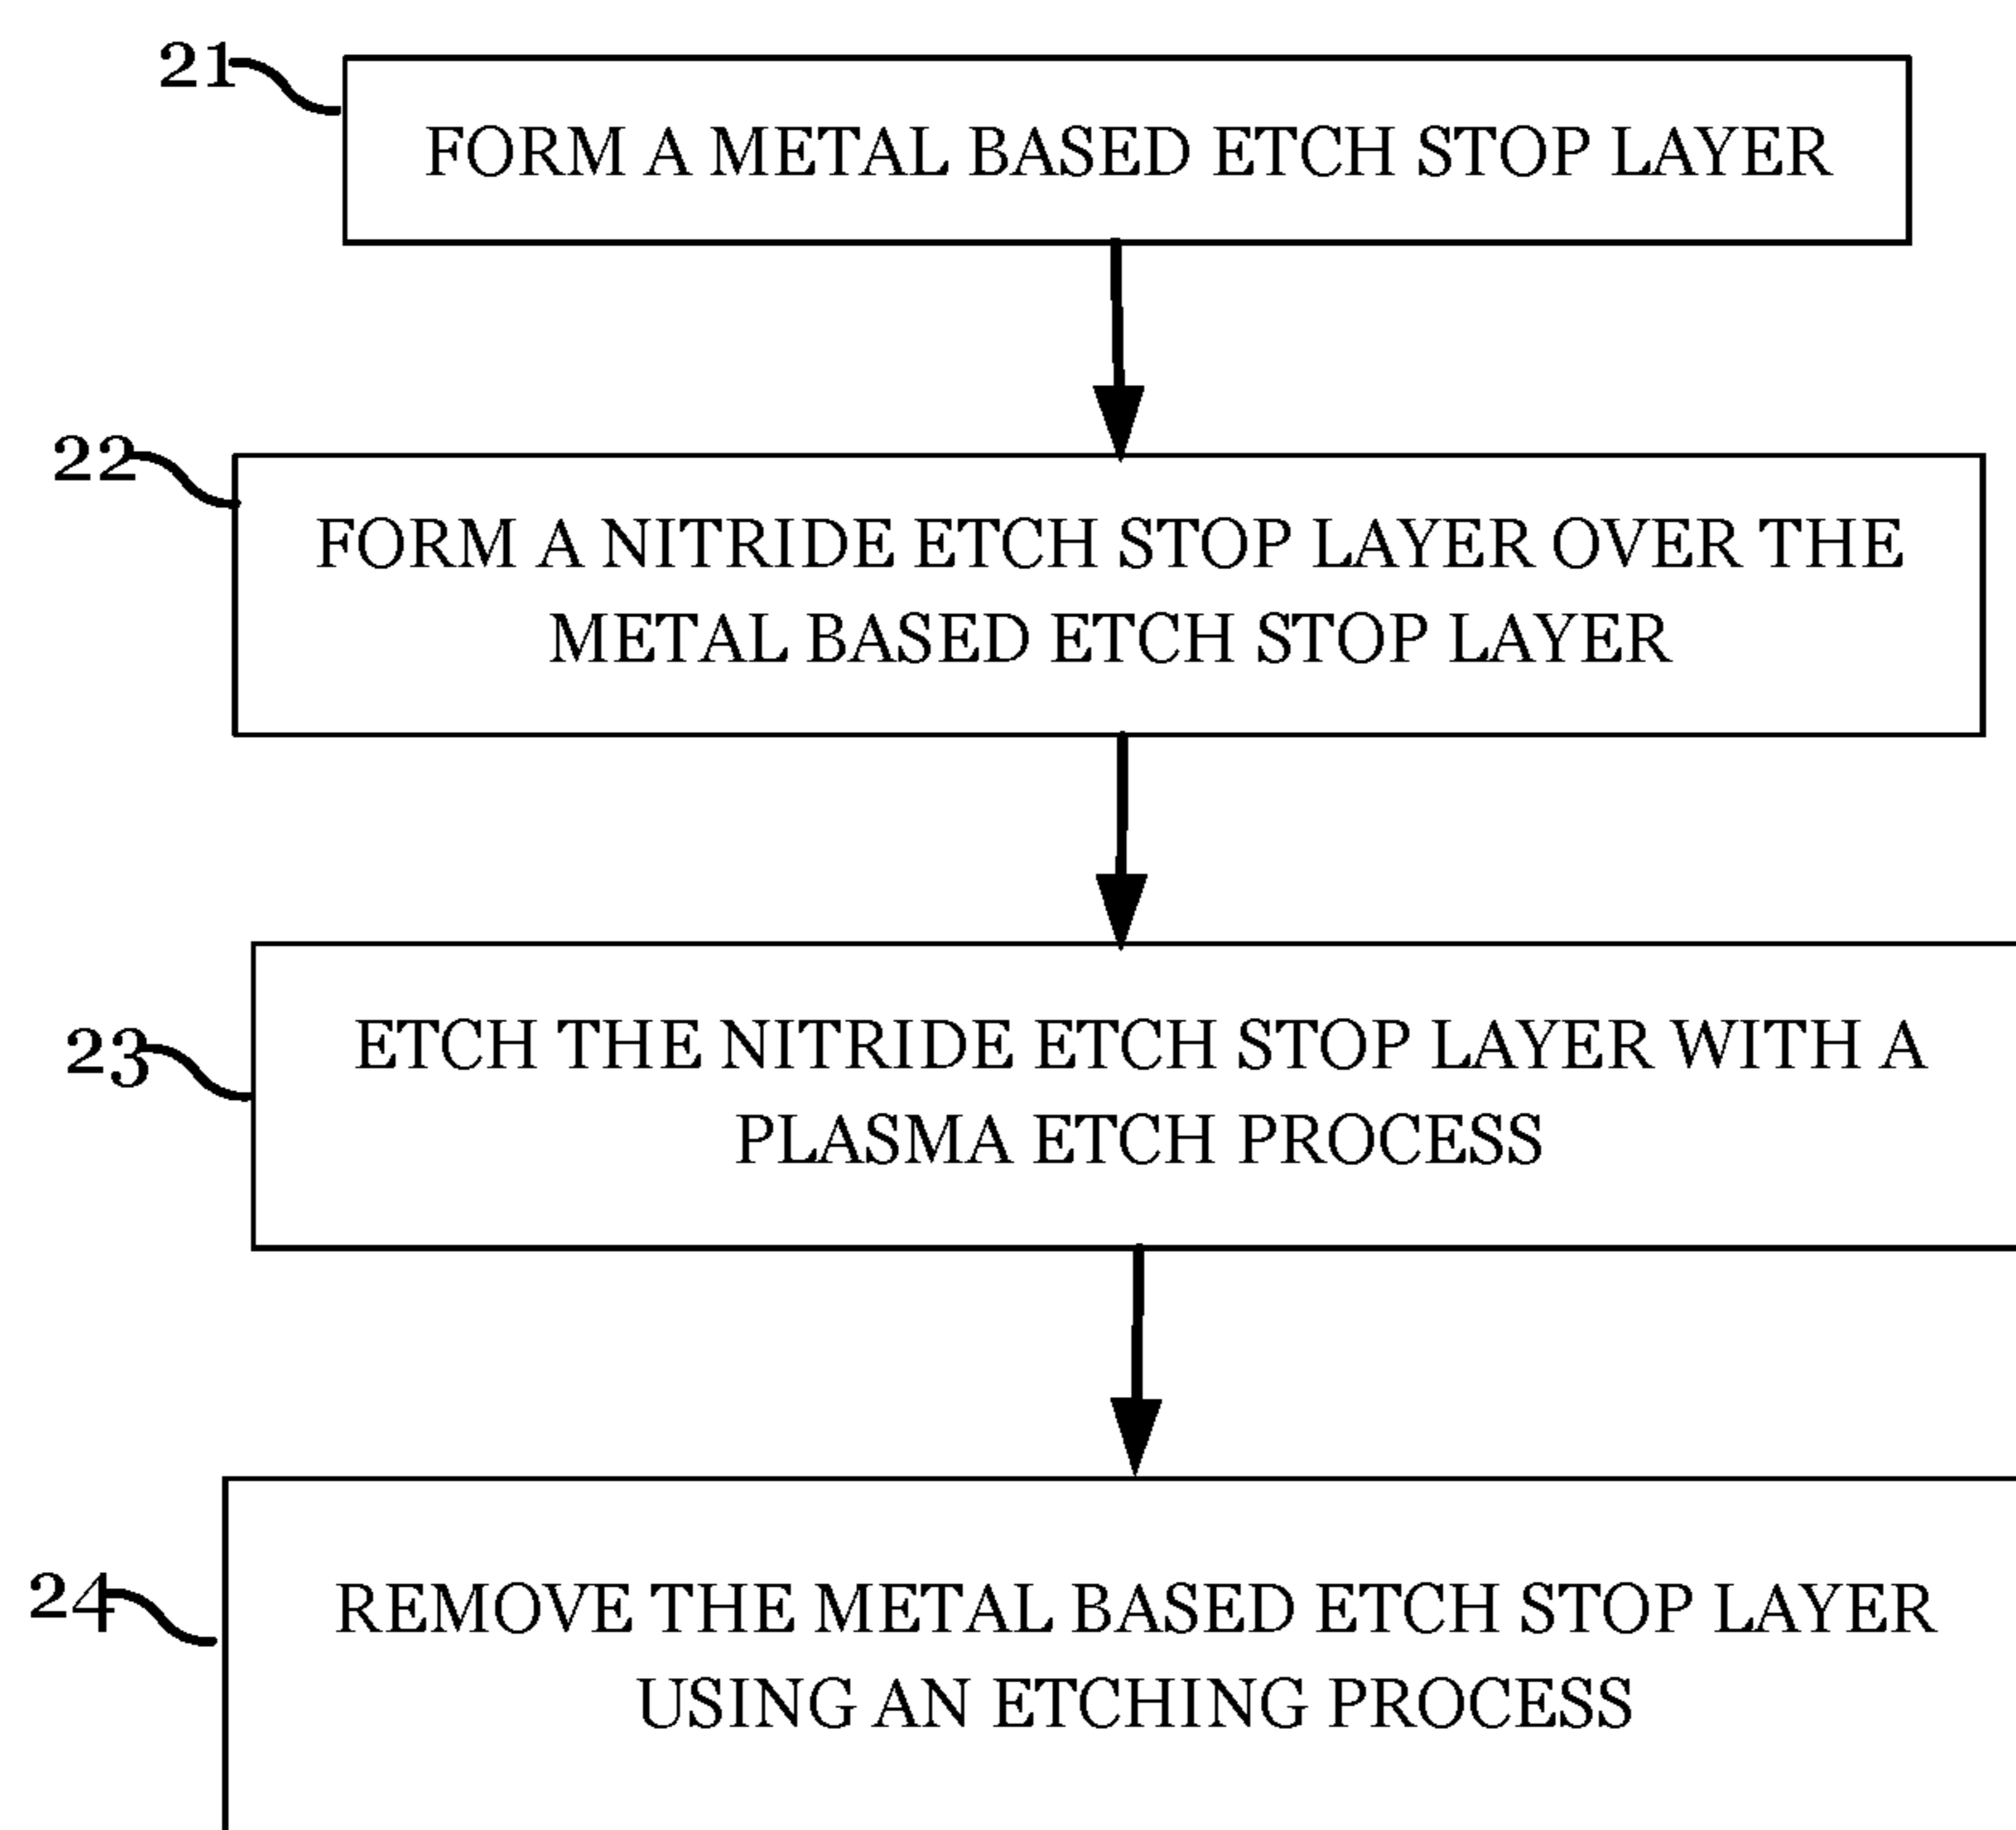 21
FORM A METAL BASED ETCH STOP LAYER
22
FORM A NITRIDE ETCH STOP LAYER OVER THE
METAL BASED ETCH STOP LAYER
23
ETCH THE NITRIDE ETCH STOP LAYER WITH A
PLASMA ETCH PROCESS
24
REMOVE THE METAL BASED ETCH STOP LAYER
USING AN ETCHING PROCESS